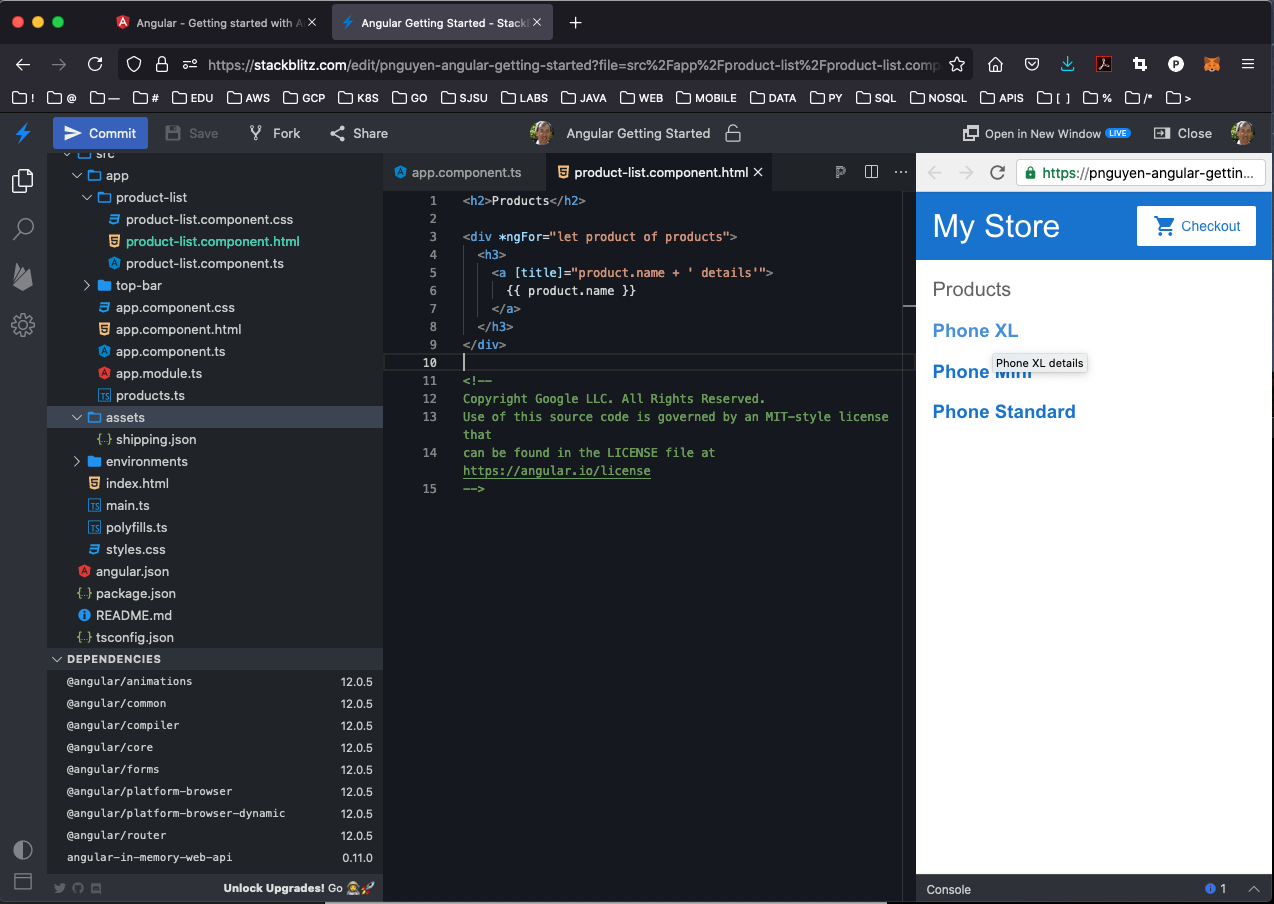 Angular - Getting started with A
Angular Getting Started - StackB
https://stackblitz.com/edit/pnguyen-angular-getting-started?file=src%2Fapp%2Fproduct-list%2Fproduct-list.comp
! @ — # EDU AWS GCP K8S GO SJSU LABS JAVA WEB MOBILE DATA PY SQL NOSQL APIS [ ] % /* >
Commit Save Fork Share Angular Getting Started Open in New Window LIVE Close
src
app
product-list
product-list.component.css
product-list.component.html
product-list.component.ts
top-bar
app.component.css
app.component.html
app.component.ts
app.module.ts
products.ts
assets
shipping.json
environments
index.html
main.ts
polyfills.ts
styles.css
angular.json
package.json
README.md
tsconfig.json
DEPENDENCIES
@angular/animations 12.0.5
@angular/common 12.0.5
@angular/compiler 12.0.5
@angular/core 12.0.5
@angular/forms 12.0.5
@angular/platform-browser 12.0.5
@angular/platform-browser-dynamic 12.0.5
@angular/router 12.0.5
angular-in-memory-web-api 0.11.0
Unlock Upgrades! Go
app.component.ts product-list.component.html
1 <h2>Products</h2>
2
3 <div *ngFor="let product of products">
4 <h3>
5 <a [title]="product.name + ' details'">
6 {{ product.name }}
7 </a>
8 </h3>
9 </div>
10
11 <!--
12 Copyright Google LLC. All Rights Reserved.
13 Use of this source code is governed by an MIT-style license
that
14 can be found in the LICENSE file at
https://angular.io/license
15 -->
https://pnguyen-angular-gettin...
My Store
Checkout
Products
Phone XL
Phone XL details
Phone Mini
Phone Standard
Console 1